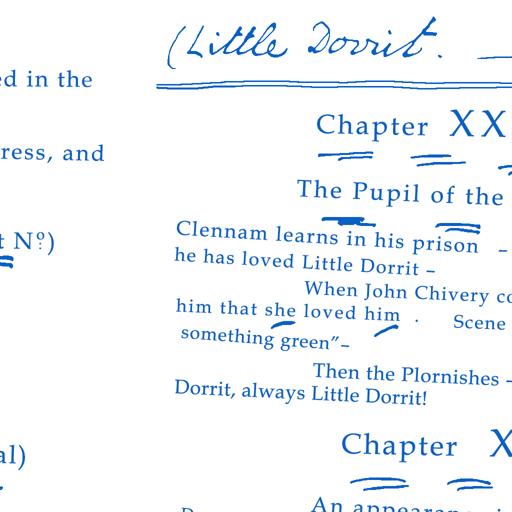 (Little Dorrit. —
ed in the
Chapter XX
ress, and
The Pupil of the
Clennam learns in his prison –
t Nº)
he has loved Little Dorrit –
When John Chivery co
him that she loved him . Scene
something green"–
Then the Plornishes –
Dorrit, always Little Dorrit!
Chapter X
al)
An appearance i